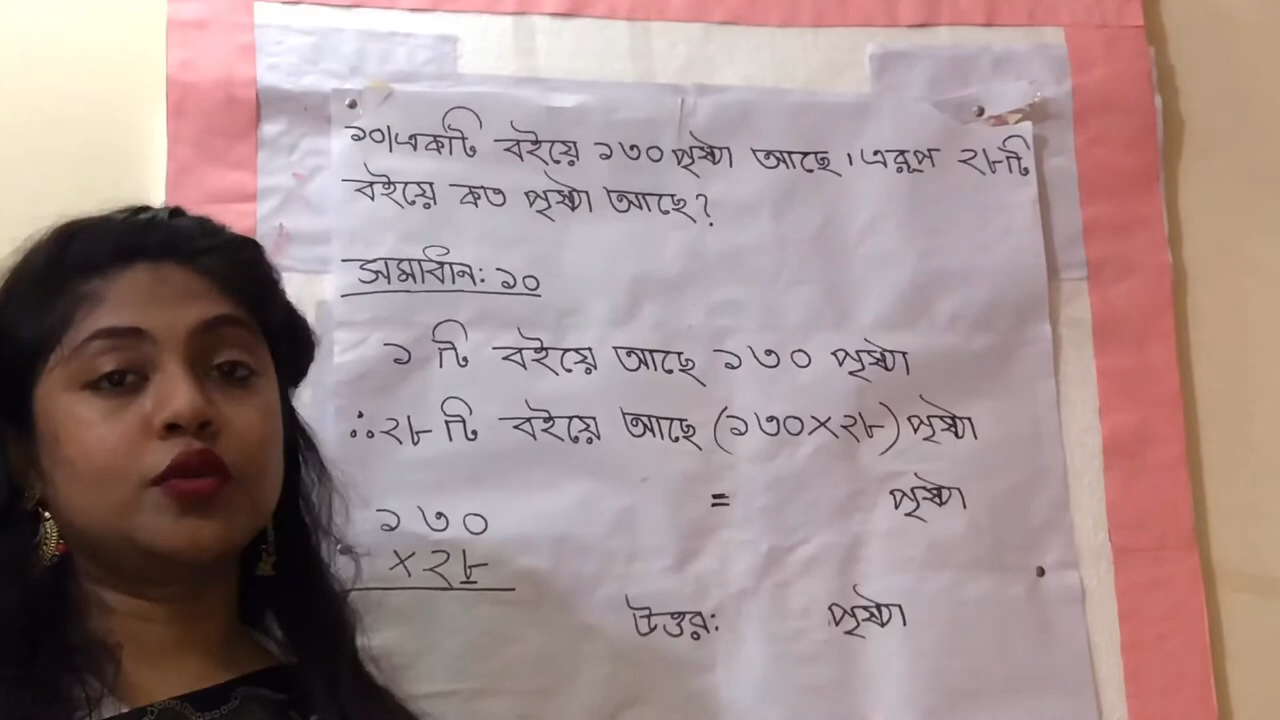 ১০। একটি বইয়ে ১৩০ পৃষ্ঠা আছে। এরূপ ২৮টি
বইয়ে কত পৃষ্ঠা আছে?
সমাধান: ১০
১ টি বইয়ে আছে ১৩০ পৃষ্ঠা
∴ ২৮ টি বইয়ে আছে (১৩০×২৮) পৃষ্ঠা
= পৃষ্ঠা
১৩০
×২৮
উত্তর: পৃষ্ঠা